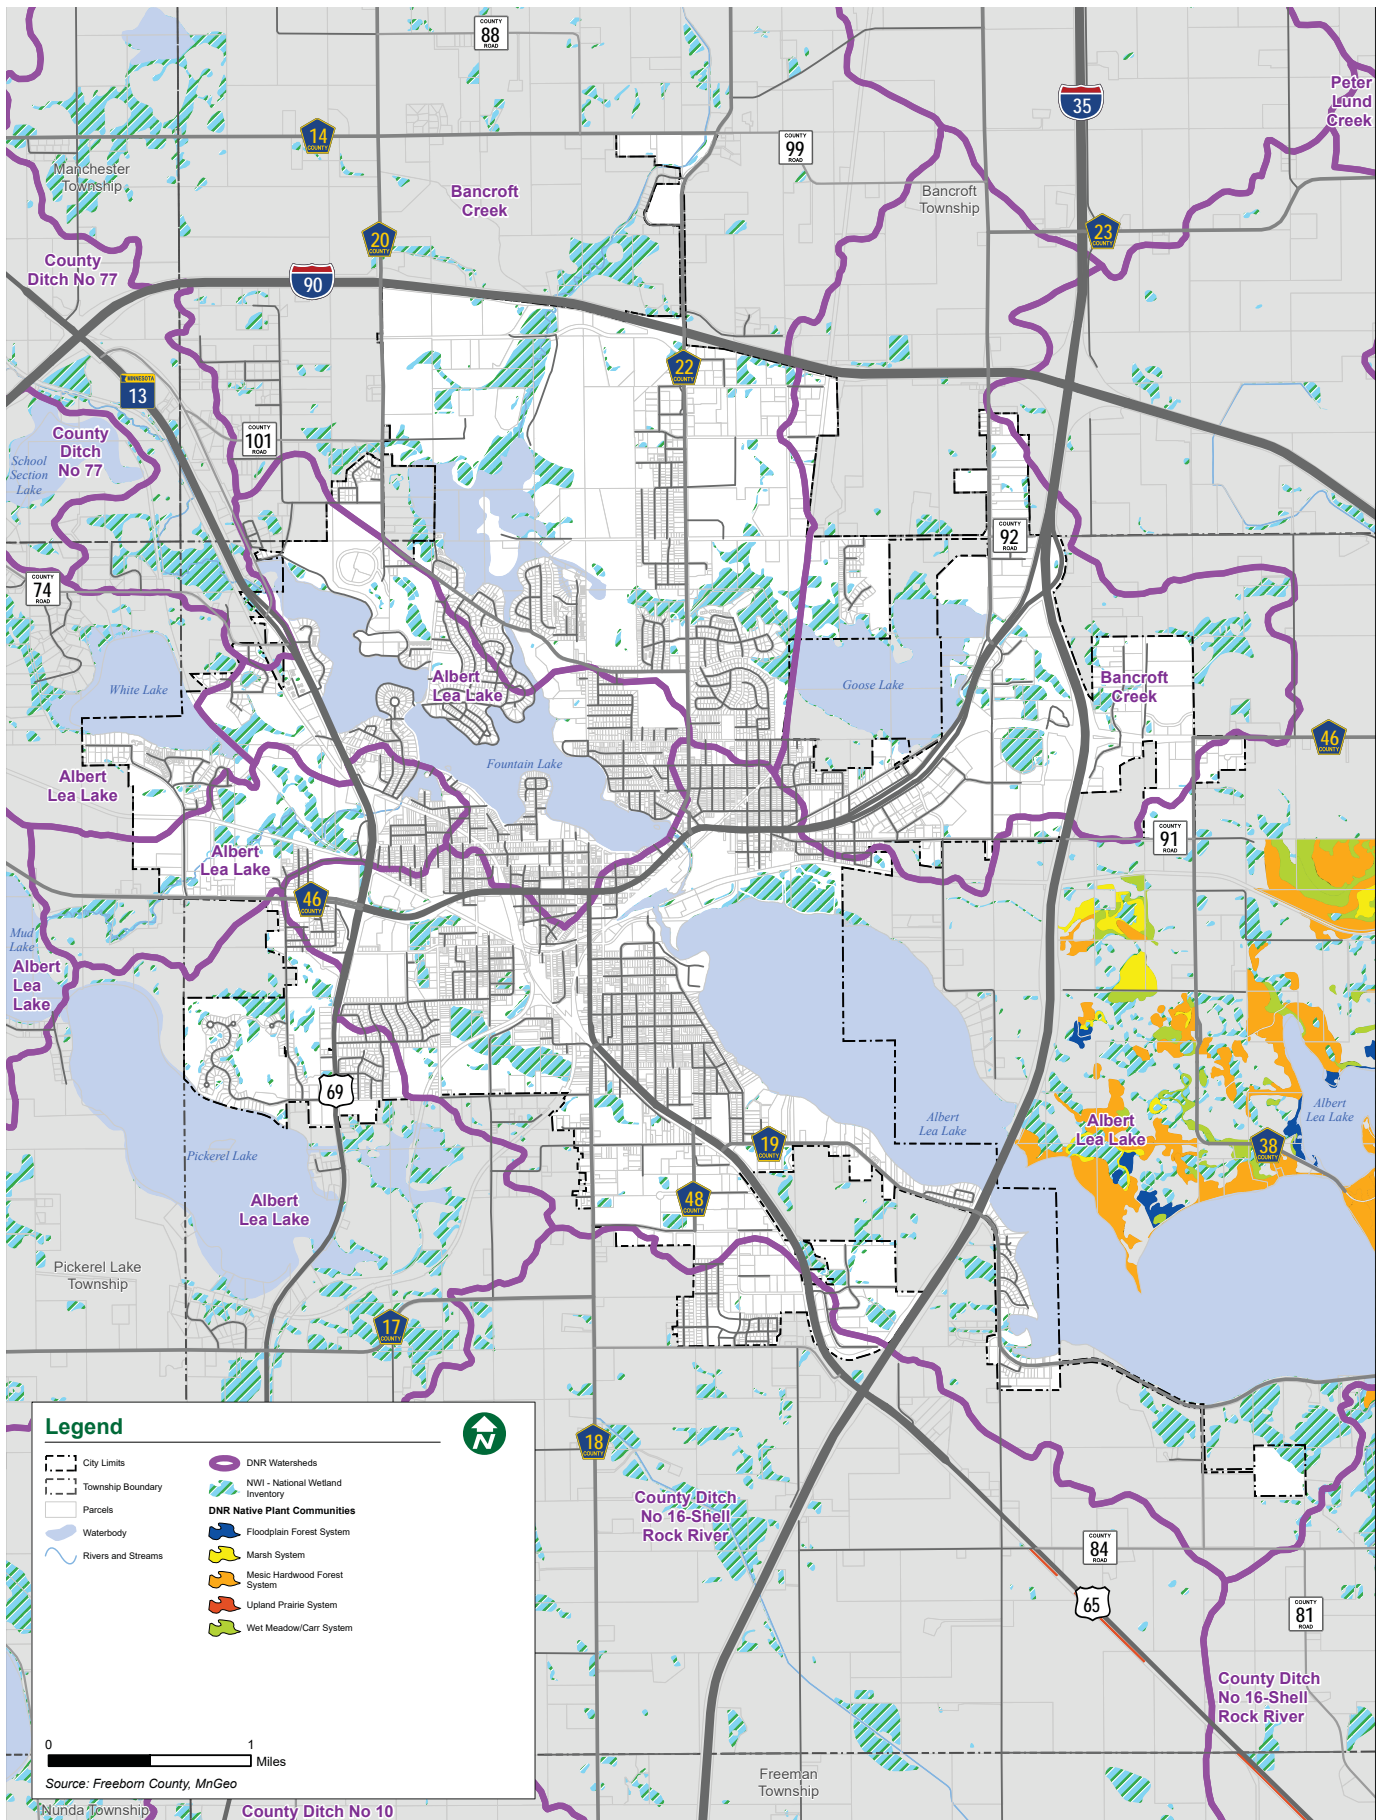 COUNTY
88
ROAD
35
Peter
Lund
Creek
14
COUNTY
COUNTY
99
ROAD
Manchester
Township
Bancroft
Creek
Bancroft
Township
20
COUNTY
23
COUNTY
County
Ditch No 77
90
22
COUNTY
MINNESOTA
13
COUNTY
101
ROAD
County
Ditch
No 77
School
Section
Lake
COUNTY
92
ROAD
COUNTY
74
ROAD
White Lake
Albert
Lea Lake
Goose Lake
Bancroft
Creek
46
COUNTY
Fountain Lake
Albert
Lea Lake
COUNTY
91
ROAD
Albert
Lea Lake
46
COUNTY
Mud
Lake
Albert
Lea
Lake
69
Albert
Lea Lake
Albert
Lea Lake
Albert
Lea Lake
19
COUNTY
38
COUNTY
Pickerel Lake
48
COUNTY
Albert
Lea Lake
Pickerel Lake
Township
17
COUNTY
18
COUNTY
County Ditch
No 16-Shell
Rock River
COUNTY
84
ROAD
65
COUNTY
81
ROAD
County Ditch
No 16-Shell
Rock River
Freeman
Township
Legend
N
City Limits
Township Boundary
Parcels
Waterbody
Rivers and Streams
DNR Watersheds
NWI - National Wetland
Inventory
DNR Native Plant Communities
Floodplain Forest System
Marsh System
Mesic Hardwood Forest
System
Upland Prairie System
Wet Meadow/Carr System
0 1
Miles
Source: Freeborn County, MnGeo
Nunda Township
County Ditch No 10